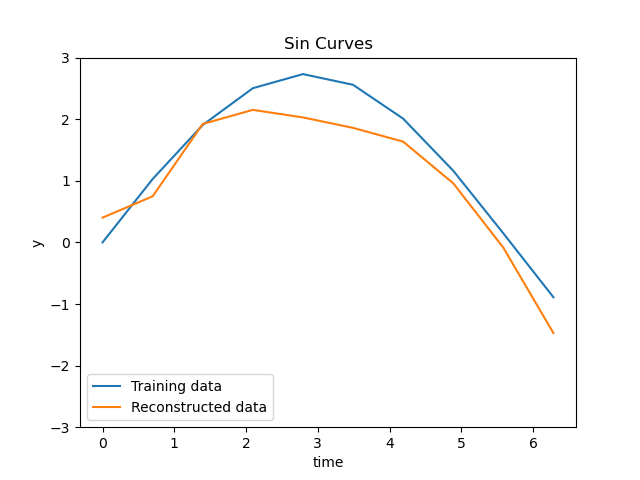 Sin Curves
3
2
1
0
−1
−2
−3
y
Training data
Reconstructed data
0 1 2 3 4 5 6
time